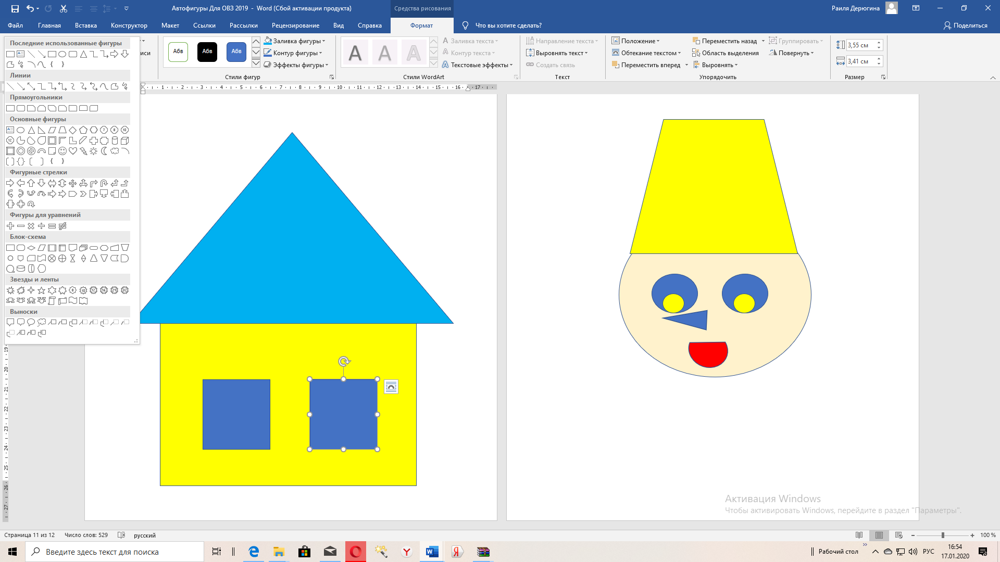 Автофигуры Для ОВЗ 2019 - Word (Сбой активации продукта)
Средства рисования
Раиля Дерюгина
Файл Главная Вставка Конструктор Макет Ссылки Рассылки Рецензирование Вид Справка Формат Что вы хотите сделать? Поделиться
Последние использованные фигуры
Линии
Прямоугольники
Основные фигуры
Фигурные стрелки
Фигуры для уравнений
Блок-схема
Звезды и ленты
Выноски
Абв Абв Абв
Заливка фигуры
Контур фигуры
Эффекты фигуры
Стили фигур
А А А
Заливка текста
Контур текста
Текстовые эффекты
Стили WordArt
Направление текста
Выровнять текст
Создать связь
Текст
Положение
Обтекание текстом
Переместить вперед
Переместить назад
Область выделения
Выровнять
Группировать
Повернуть
Упорядочить
3,55 см
3,41 см
Размер
1 2 3 4 5 6 7 8 9 10 11 12 13 14 15 16 17
19
20
21
22
23
24
25
26
27
Активация Windows
Чтобы активировать Windows, перейдите в раздел "Параметры".
Страница 11 из 12 Число слов: 529 русский
100 %
Введите здесь текст для поиска
Рабочий стол
РУС
16:54
17.01.2020